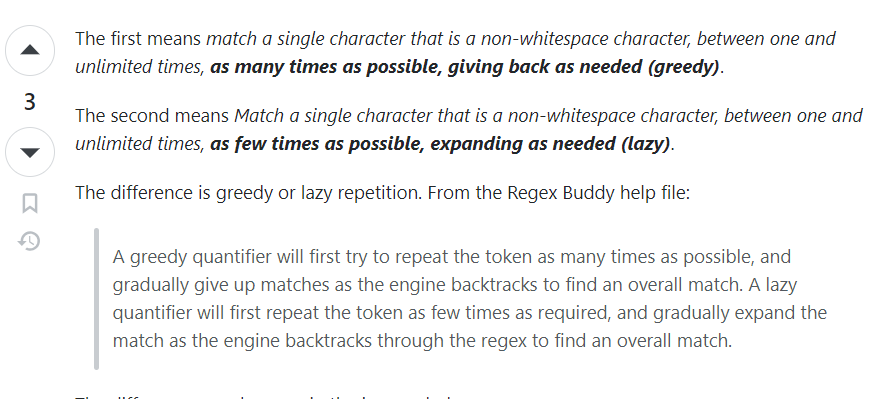 The first means match a single character that is a non-whitespace character, between one and
unlimited times, as many times as possible, giving back as needed (greedy).
3
The second means Match a single character that is a non-whitespace character, between one and
unlimited times, as few times as possible, expanding as needed (lazy).
The difference is greedy or lazy repetition. From the Regex Buddy help file:
A greedy quantifier will first try to repeat the token as many times as possible, and
gradually give up matches as the engine backtracks to find an overall match. A lazy
quantifier will first repeat the token as few times as required, and gradually expand the
match as the engine backtracks through the regex to find an overall match.